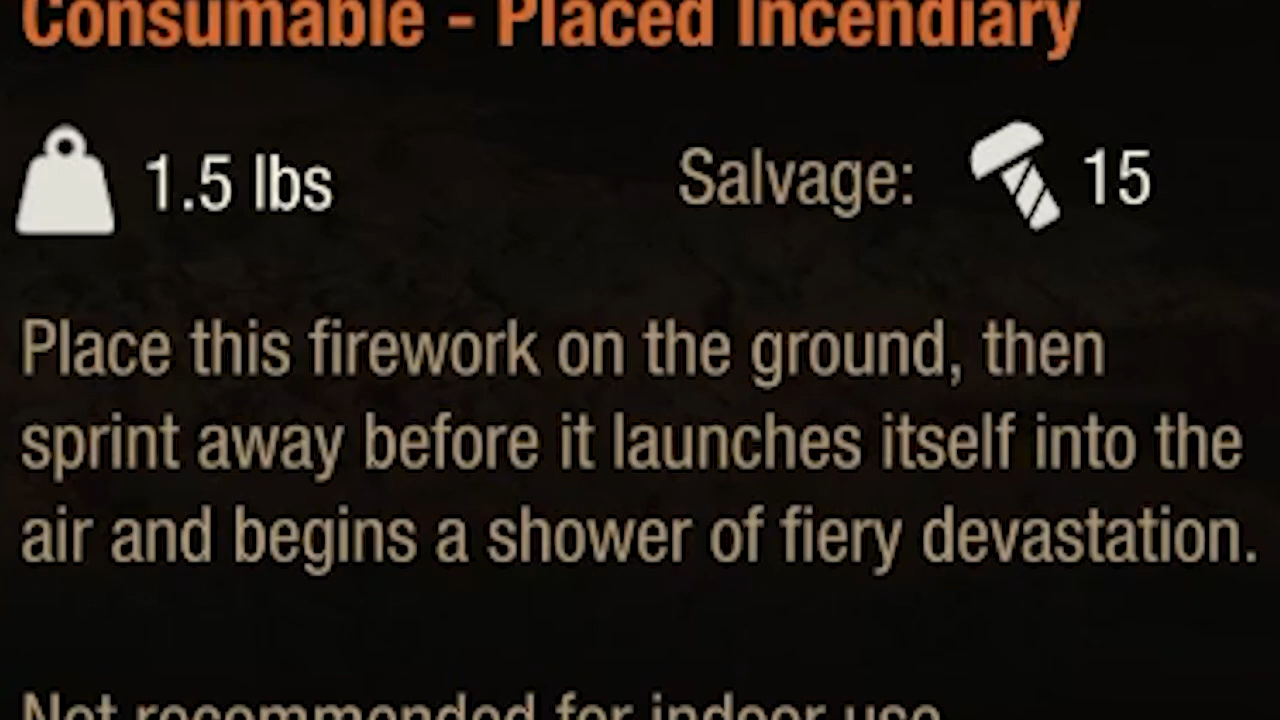 Consumable - Placed Incendiary
1.5 lbs
Salvage: 15
Place this firework on the ground, then
sprint away before it launches itself into the
air and begins a shower of fiery devastation.
Not recommended for indoor use